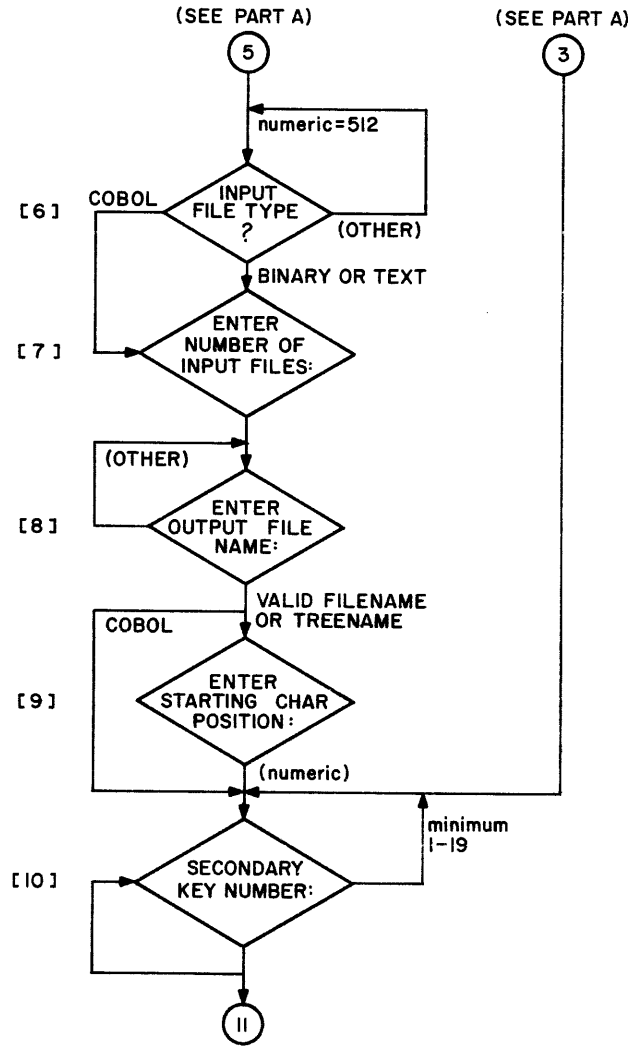 (SEE PART A)
(SEE PART A)
5
3
numeric=512
[6]
COBOL
INPUT
FILE TYPE
?
(OTHER)
BINARY OR TEXT
[7]
ENTER
NUMBER OF
INPUT FILES:
(OTHER)
[8]
ENTER
OUTPUT FILE
NAME:
VALID FILENAME
OR TREENAME
COBOL
[9]
ENTER
STARTING CHAR
POSITION:
(numeric)
minimum
1-19
[10]
SECONDARY
KEY NUMBER:
11